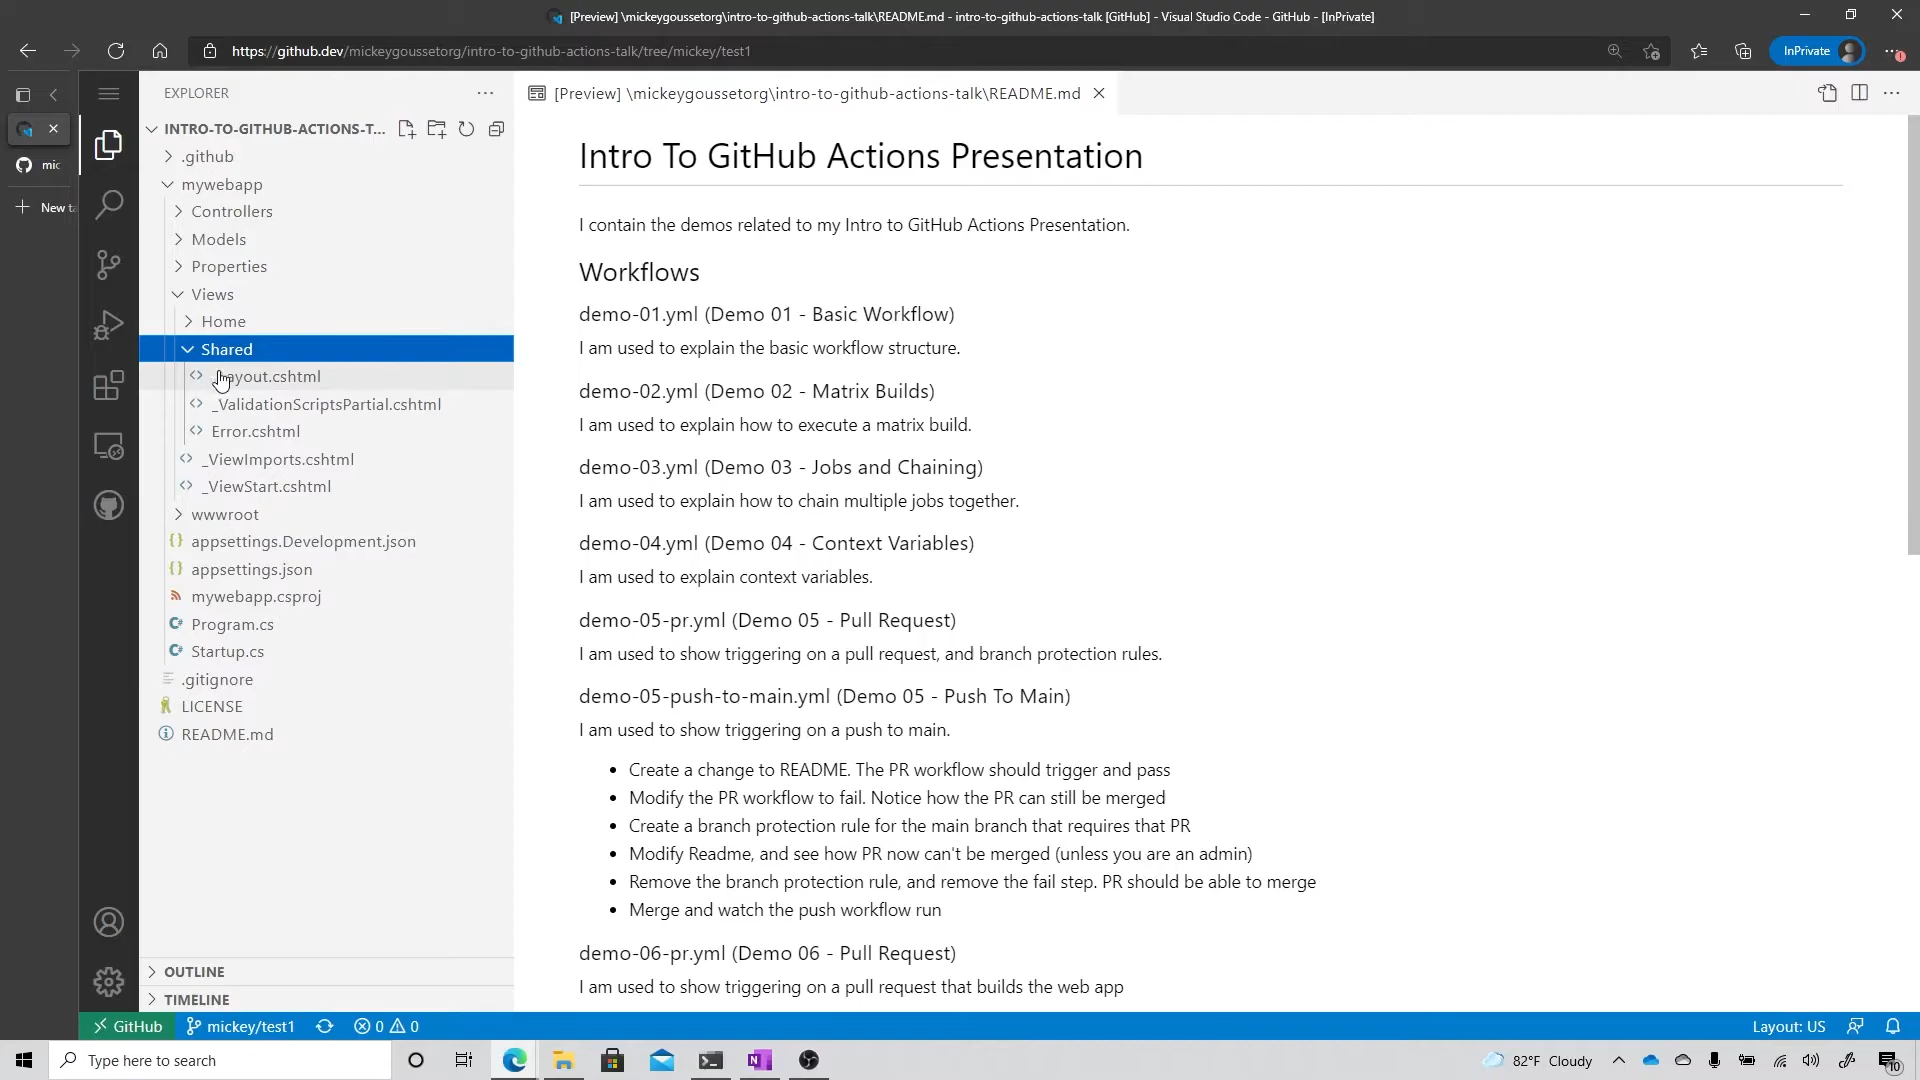 [Preview] \mickeygoussetorg\intro-to-github-actions-talk\README.md - intro-to-github-actions-talk [GitHub] - Visual Studio Code - GitHub - [InPrivate]
https://github.dev/mickeygoussetorg/intro-to-github-actions-talk/tree/mickey/test1
InPrivate
mic
New ta
EXPLORER
INTRO-TO-GITHUB-ACTIONS-T...
.github
mywebapp
Controllers
Models
Properties
Views
Home
Shared
ayout.cshtml
_ValidationScriptsPartial.cshtml
Error.cshtml
_ViewImports.cshtml
_ViewStart.cshtml
wwwroot
appsettings.Development.json
appsettings.json
mywebapp.csproj
Program.cs
Startup.cs
.gitignore
LICENSE
README.md
OUTLINE
TIMELINE
[Preview] \mickeygoussetorg\intro-to-github-actions-talk\README.md
Intro To GitHub Actions Presentation
I contain the demos related to my Intro to GitHub Actions Presentation.
Workflows
demo-01.yml (Demo 01 - Basic Workflow)
I am used to explain the basic workflow structure.
demo-02.yml (Demo 02 - Matrix Builds)
I am used to explain how to execute a matrix build.
demo-03.yml (Demo 03 - Jobs and Chaining)
I am used to explain how to chain multiple jobs together.
demo-04.yml (Demo 04 - Context Variables)
I am used to explain context variables.
demo-05-pr.yml (Demo 05 - Pull Request)
I am used to show triggering on a pull request, and branch protection rules.
demo-05-push-to-main.yml (Demo 05 - Push To Main)
I am used to show triggering on a push to main.
• Create a change to README. The PR workflow should trigger and pass
• Modify the PR workflow to fail. Notice how the PR can still be merged
• Create a branch protection rule for the main branch that requires that PR
• Modify Readme, and see how PR now can't be merged (unless you are an admin)
• Remove the branch protection rule, and remove the fail step. PR should be able to merge
• Merge and watch the push workflow run
demo-06-pr.yml (Demo 06 - Pull Request)
I am used to show triggering on a pull request that builds the web app
GitHub
mickey/test1
0 0
Layout: US
Type here to search
82°F Cloudy
10